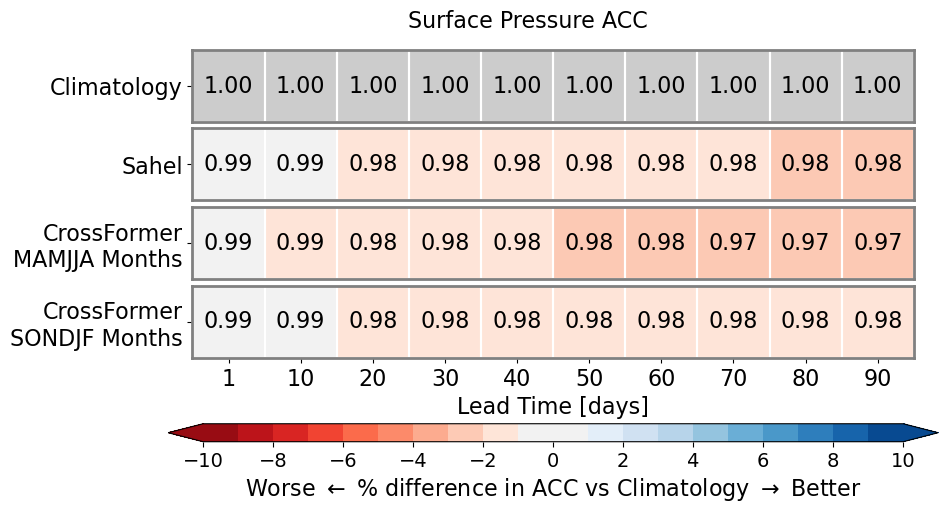 Surface Pressure ACC
Climatology 1.00 1.00 1.00 1.00 1.00 1.00 1.00 1.00 1.00 1.00
Sahel 0.99 0.99 0.98 0.98 0.98 0.98 0.98 0.98 0.98 0.98
CrossFormer
MAMJJA Months 0.99 0.99 0.98 0.98 0.98 0.98 0.98 0.97 0.97 0.97
CrossFormer
SONDJF Months 0.99 0.99 0.98 0.98 0.98 0.98 0.98 0.98 0.98 0.98
1 10 20 30 40 50 60 70 80 90
Lead Time [days]
−10 −8 −6 −4 −2 0 2 4 6 8 10
Worse ← % difference in ACC vs Climatology → Better